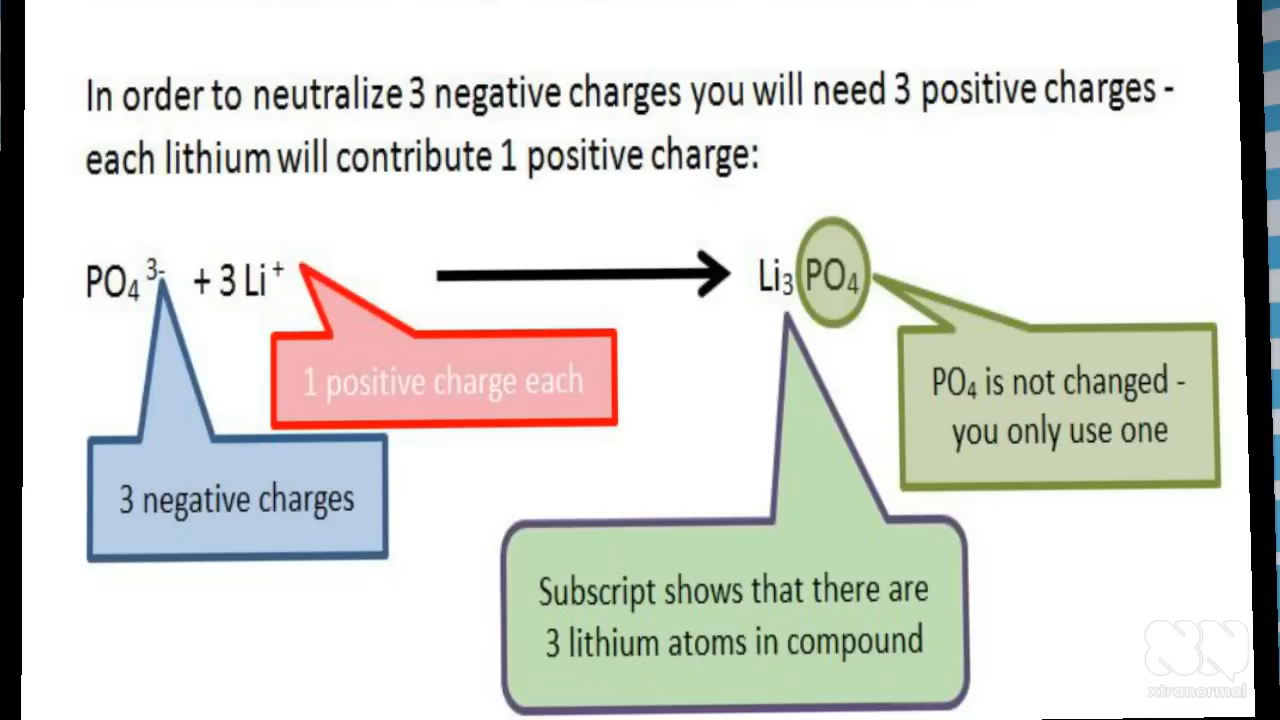 In order to neutralize 3 negative charges you will need 3 positive charges -
each lithium will contribute 1 positive charge:
PO₄ ³⁻ + 3 Li ⁺ Li₃ PO₄
1 positive charge each
PO₄ is not changed -
you only use one
3 negative charges
Subscript shows that there are
3 lithium atoms in compound
xtranormal